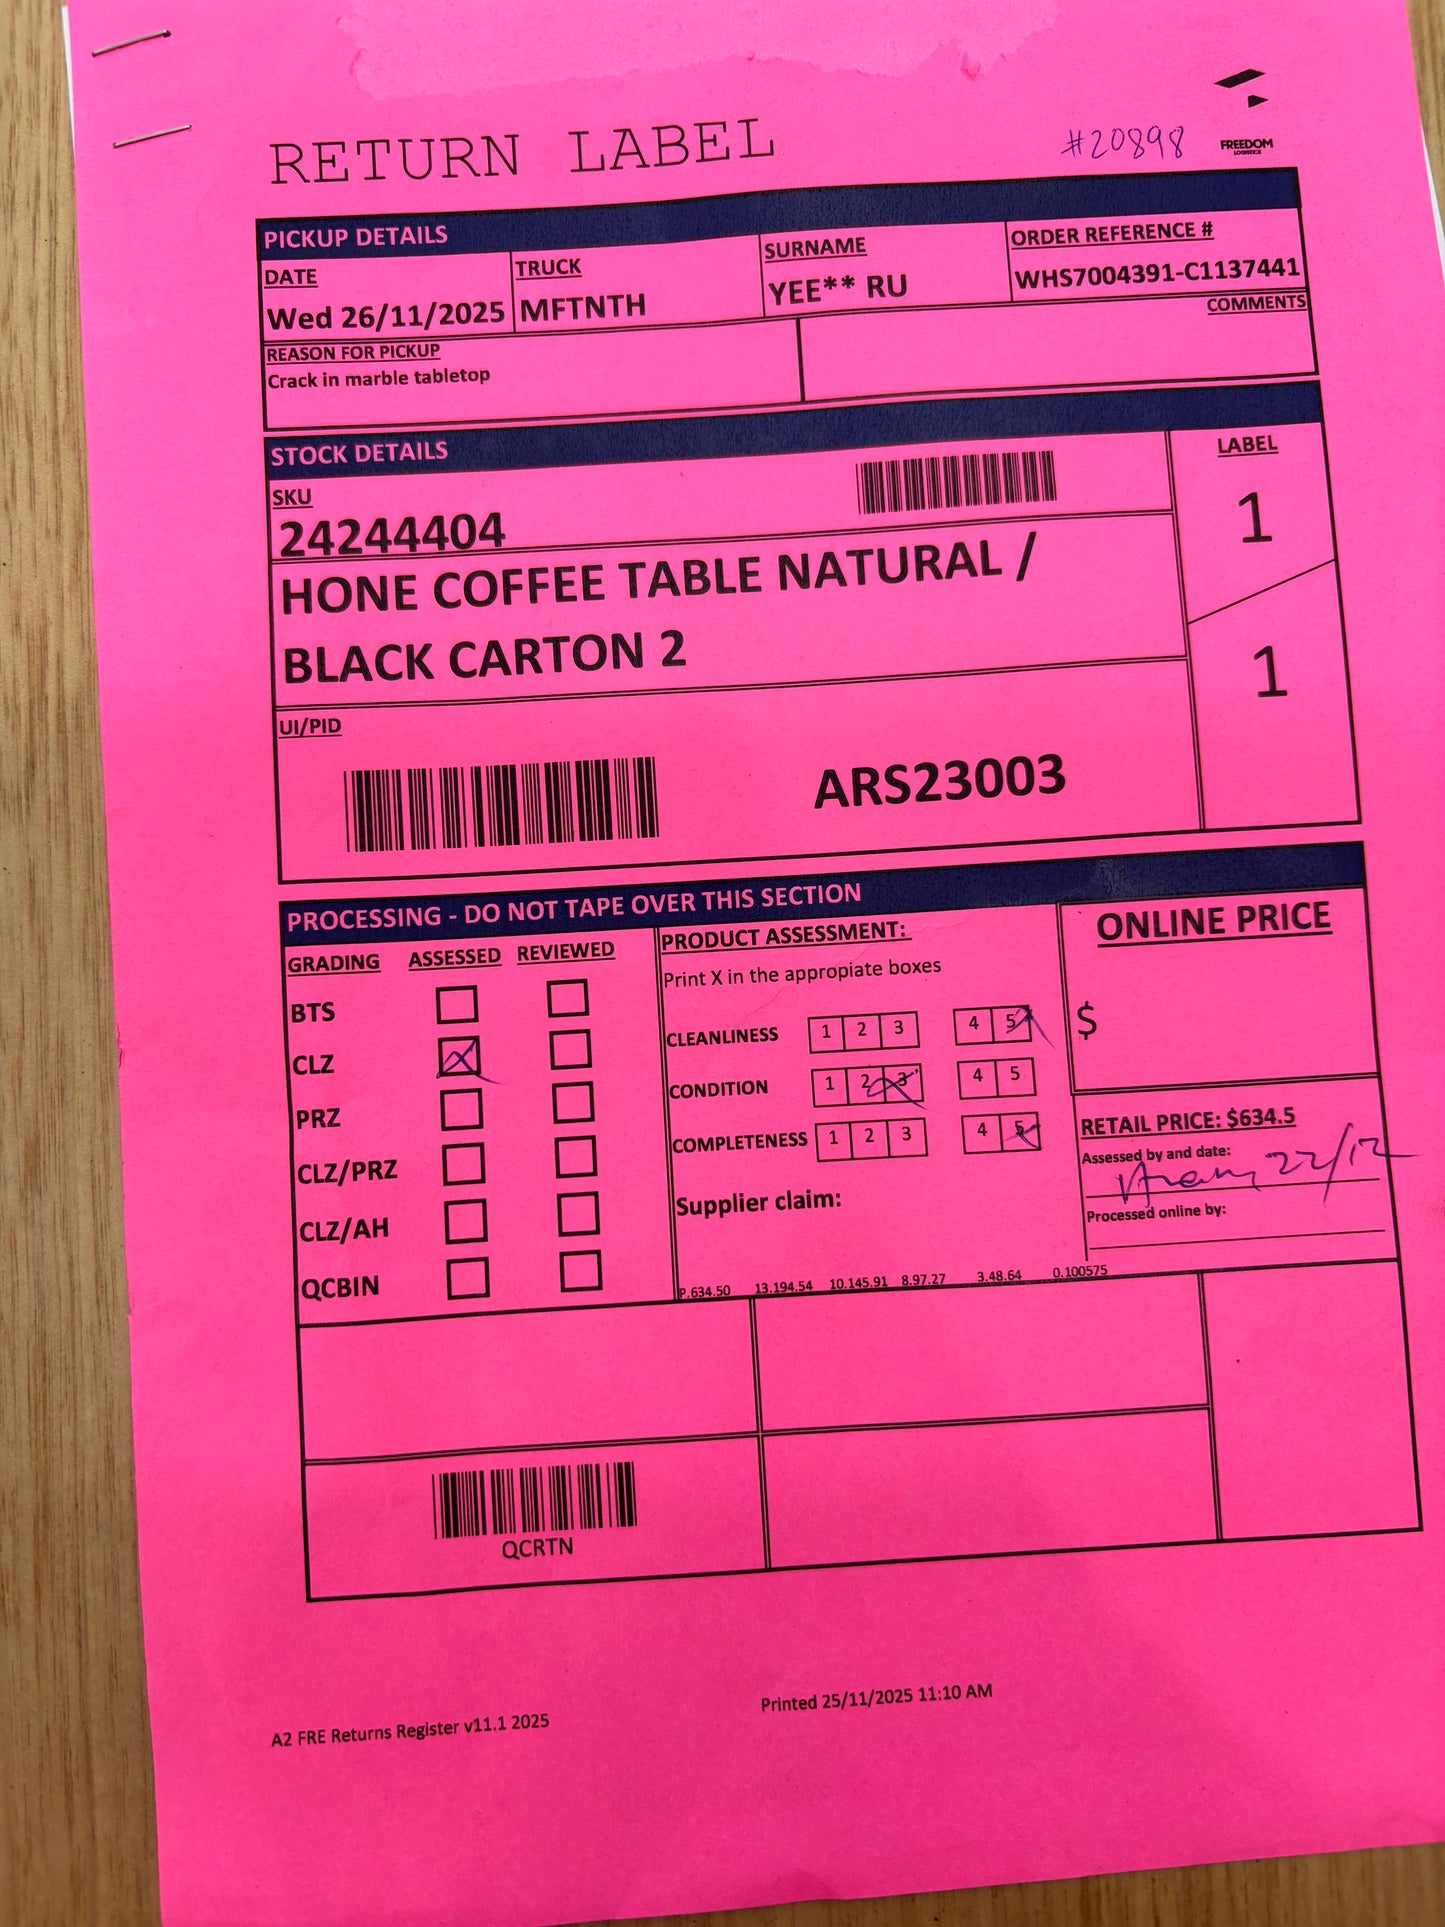 RETURN LABEL
#20898
FREEDOM
LOGISTICS
PICKUP DETAILS
DATE
Wed 26/11/2025
TRUCK
MFTNTH
SURNAME
YEE** RU
ORDER REFERENCE #
WHS7004391-C1137441
REASON FOR PICKUP
Crack in marble tabletop
COMMENTS
STOCK DETAILS
SKU
24244404
HONE COFFEE TABLE NATURAL /
BLACK CARTON 2
LABEL
1
1
UI/PID
ARS23003
PROCESSING - DO NOT TAPE OVER THIS SECTION
GRADING ASSESSED REVIEWED
BTS
CLZ X
PRZ
CLZ/PRZ
CLZ/AH
QCBIN
PRODUCT ASSESSMENT:
Print X in the appropiate boxes
CLEANLINESS 1 2 3 4 5
CONDITION 1 2 3 4 5
COMPLETENESS 1 2 3 4 5
Supplier claim:
P.634.50 13.194.54 10.145.91 8.97.27 3.48.64 0.100575
ONLINE PRICE
$
RETAIL PRICE: $634.5
Assessed by and date:
22/12
Processed online by:
QCRTN
A2 FRE Returns Register v11.1 2025
Printed 25/11/2025 11:10 AM